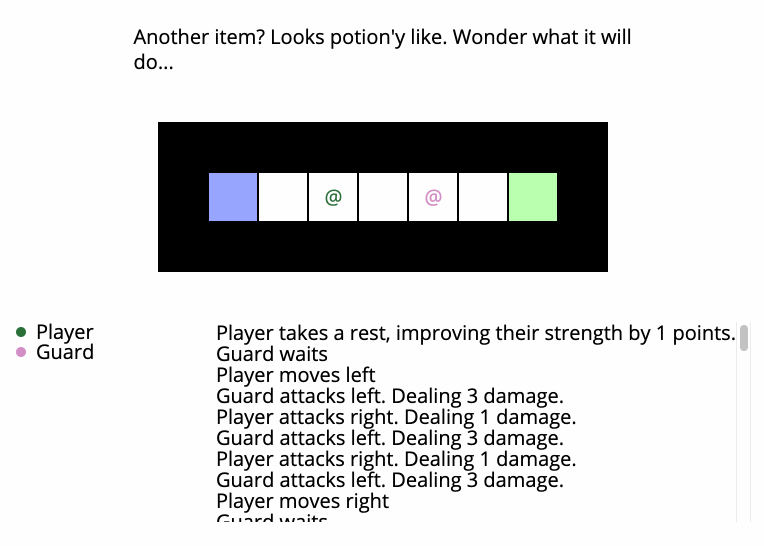 Another item? Looks potion'y like. Wonder what it will
do...
@
@
Player
Guard
Player takes a rest, improving their strength by 1 points.
Guard waits
Player moves left
Guard attacks left. Dealing 3 damage.
Player attacks right. Dealing 1 damage.
Guard attacks left. Dealing 3 damage.
Player attacks right. Dealing 1 damage.
Guard attacks left. Dealing 3 damage.
Player moves right
Guard waits